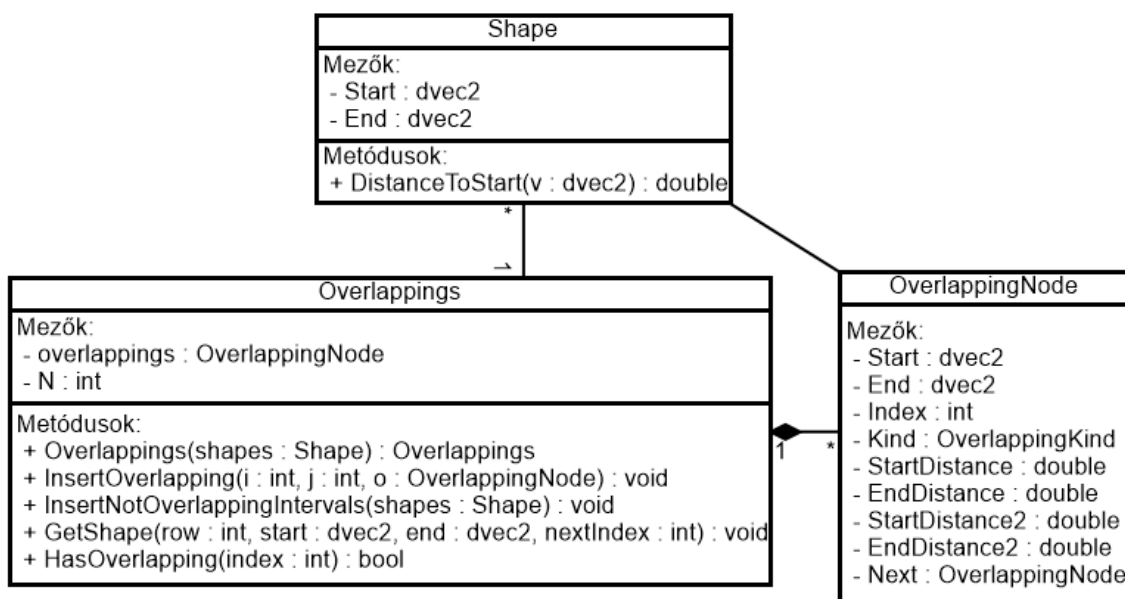 Shape
Mezők:
- Start : dvec2
- End : dvec2
Metódusok:
+ DistanceToStart(v : dvec2) : double
*
1
Overlappings
Mezők:
- overlappings : OverlappingNode
- N : int
Metódusok:
+ Overlappings(shapes : Shape) : Overlappings
+ InsertOverlapping(i : int, j : int, o : OverlappingNode) : void
+ InsertNotOverlappingIntervals(shapes : Shape) : void
+ GetShape(row : int, start : dvec2, end : dvec2, nextIndex : int) : void
+ HasOverlapping(index : int) : bool
1
*
OverlappingNode
Mezők:
- Start : dvec2
- End : dvec2
- Index : int
- Kind : OverlappingKind
- StartDistance : double
- EndDistance : double
- StartDistance2 : double
- EndDistance2 : double
- Next : OverlappingNode